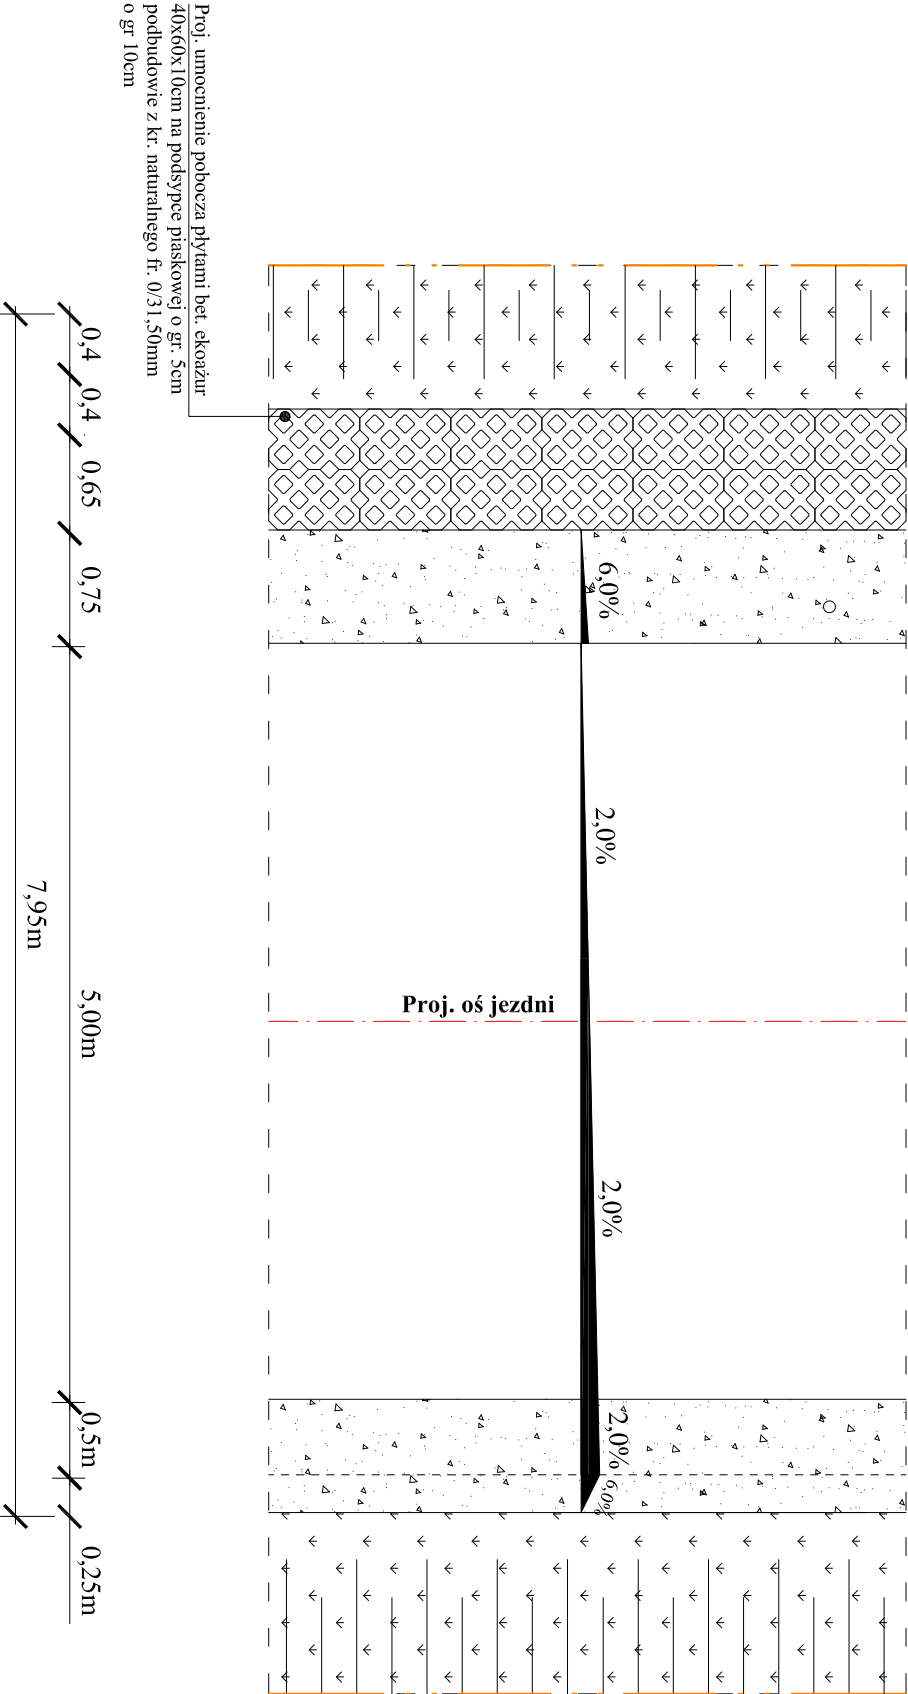 Proj. umocnienie pobocza płytami bet. ekoażur
40x60x10cm na podsypce piaskowej o gr. 5cm
podbudowie z kr. naturalnego fr. 0/31,50mm
o gr 10cm
0,4
0,4
0,65
0,75
5,00m
0,5m
0,25m
7,95m
6,0%
2,0%
Proj. oś jezdni
2,0%
2,0%
6,0%